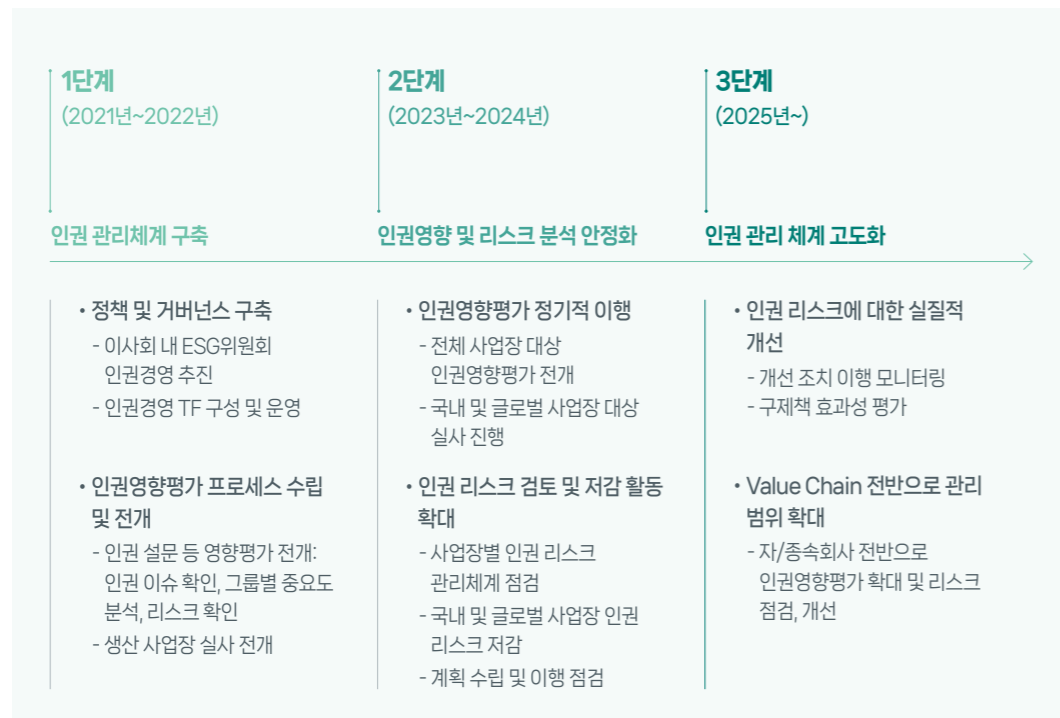 1단계
(2021년~2022년)
인권 관리체계 구축
• 정책 및 거버넌스 구축
- 이사회 내 ESG위원회
인권경영 추진
- 인권경영 TF 구성 및 운영
• 인권영향평가 프로세스 수립
및 전개
- 인권 설문 등 영향평가 전개:
인권 이슈 확인, 그룹별 중요도
분석, 리스크 확인
- 생산 사업장 실사 전개
2단계
(2023년~2024년)
인권영향 및 리스크 분석 안정화
• 인권영향평가 정기적 이행
- 전체 사업장 대상
인권영향평가 전개
- 국내 및 글로벌 사업장 대상
실사 진행
• 인권 리스크 검토 및 저감 활동
확대
- 사업장별 인권 리스크
관리체계 점검
- 국내 및 글로벌 사업장 인권
리스크 저감
- 계획 수립 및 이행 점검
3단계
(2025년~)
인권 관리 체계 고도화
• 인권 리스크에 대한 실질적
개선
- 개선 조치 이행 모니터링
- 구제책 효과성 평가
• Value Chain 전반으로 관리
범위 확대
- 자/종속회사 전반으로
인권영향평가 확대 및 리스크
점검, 개선